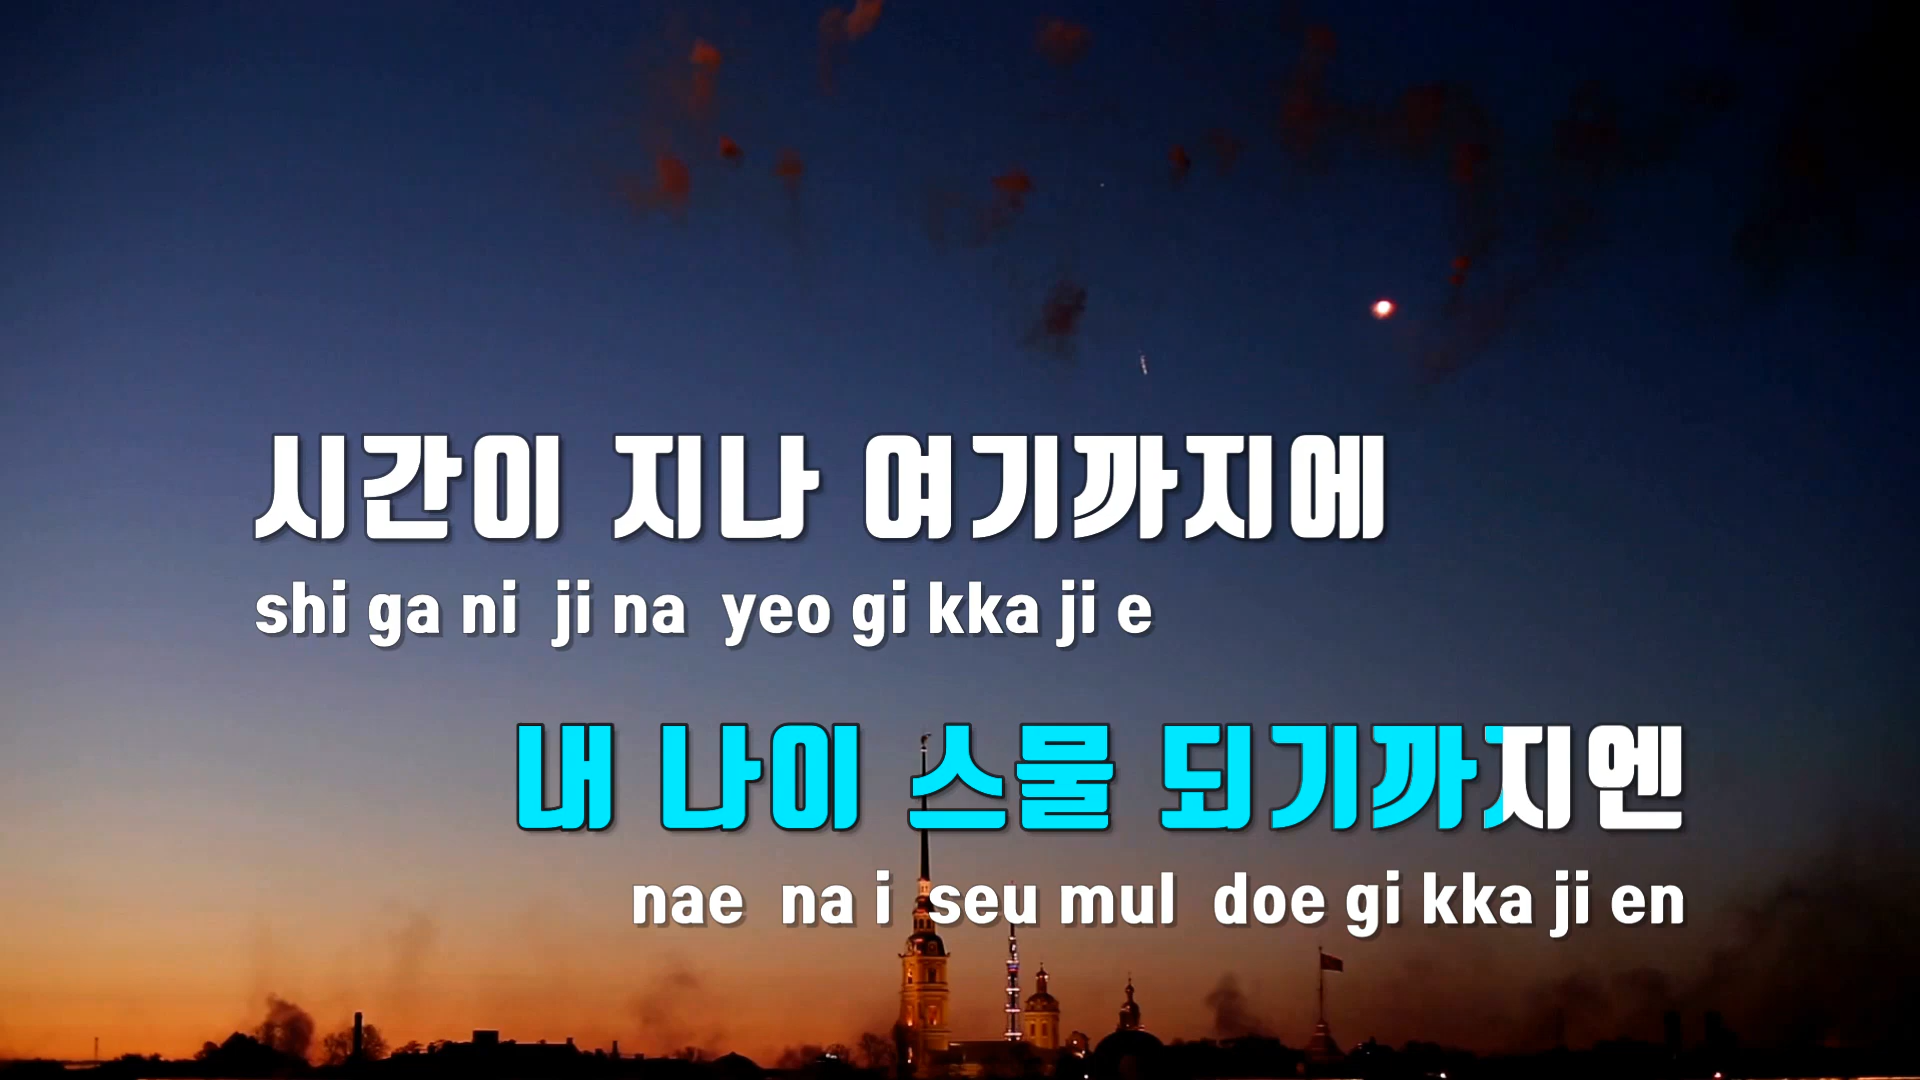 시간이 지나 여기까지에
shi ga ni ji na yeo gi kka ji e
내 나이 스물 되기까지엔
nae na i seu mul doe gi kka ji en